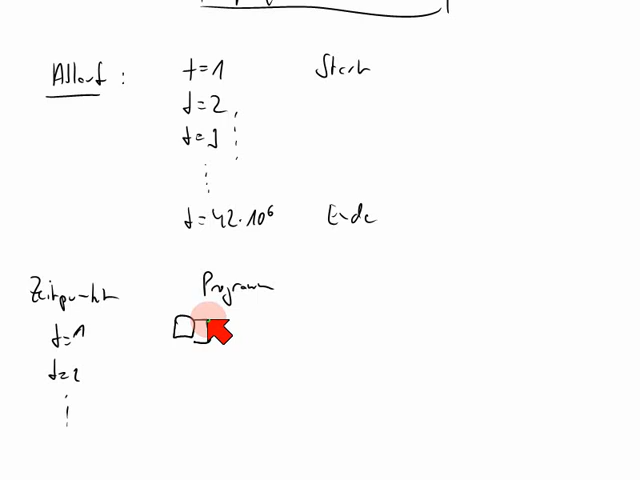 Ablauf : t=1 Start
t=2
t=3
t=42·10⁶ Ende
Zeitpunkt Programm
t=1
t=2